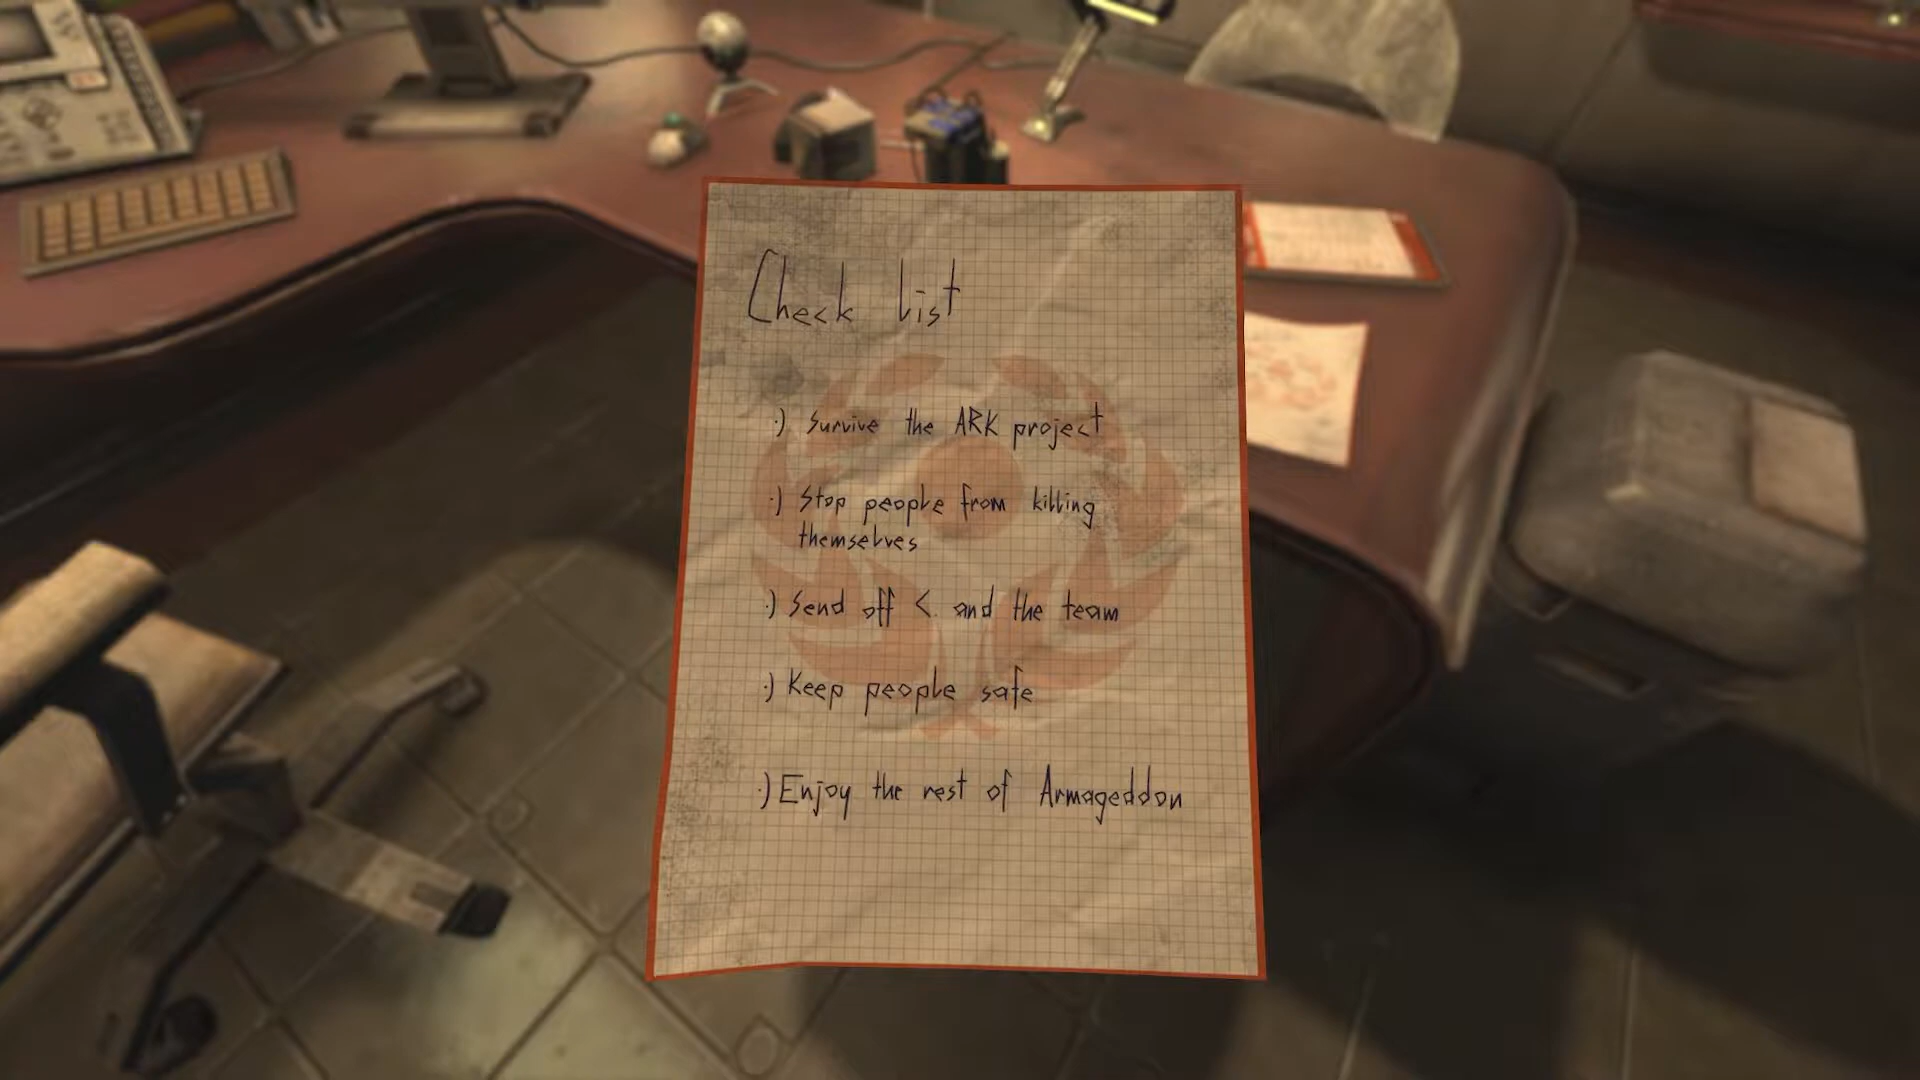 Check list
·) Survive the ARK project
·) Stop people from killing
themselves
·) Send off C. and the team
·) Keep people safe
·) Enjoy the rest of Armageddon